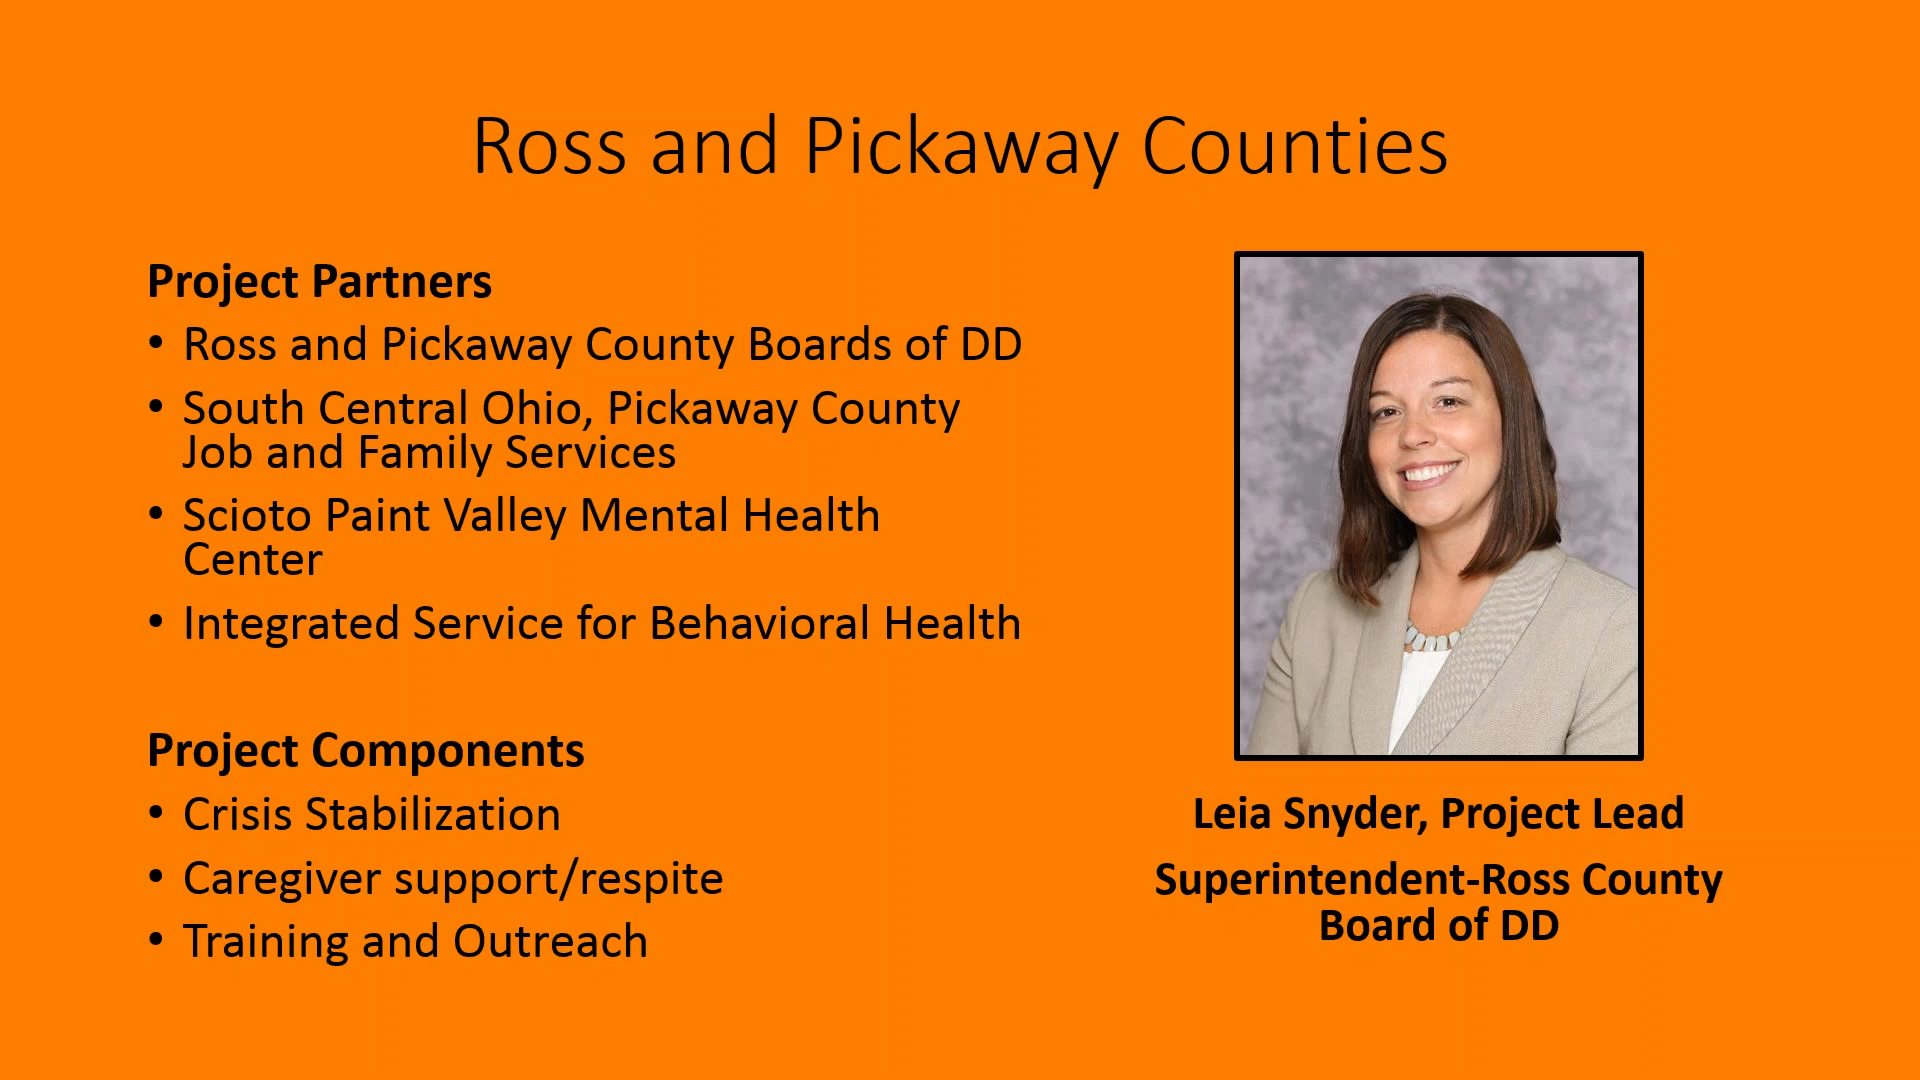 Ross and Pickaway Counties
Project Partners
• Ross and Pickaway County Boards of DD
• South Central Ohio, Pickaway County
Job and Family Services
• Scioto Paint Valley Mental Health
Center
• Integrated Service for Behavioral Health
Project Components
• Crisis Stabilization
• Caregiver support/respite
• Training and Outreach
Leia Snyder, Project Lead
Superintendent-Ross County
Board of DD